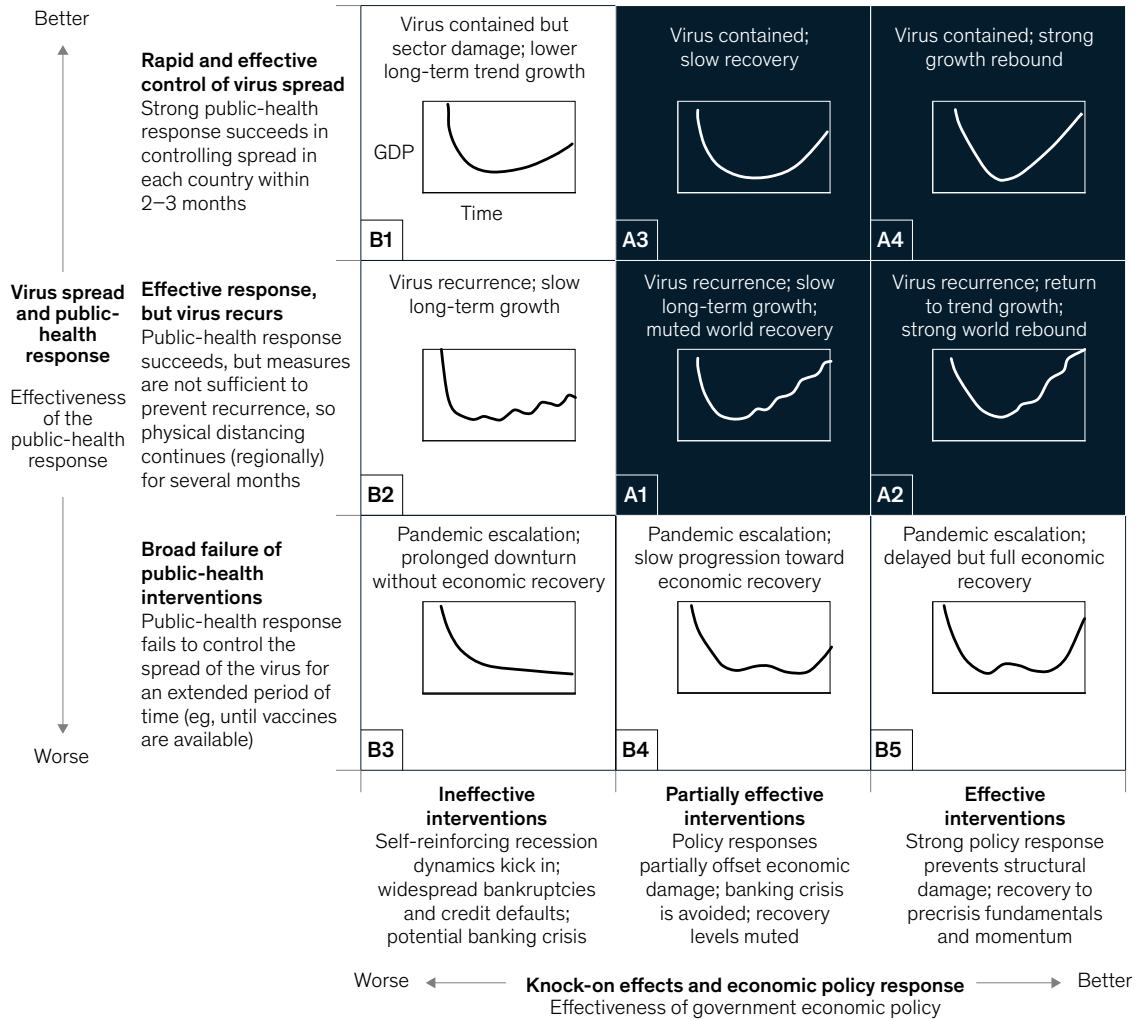 Better
Rapid and effective
control of virus spread
Strong public-health
response succeeds in
controlling spread in
each country within
2–3 months
Virus contained but
sector damage; lower
long-term trend growth
GDP
Time
B1
Virus contained;
slow recovery
A3
Virus contained; strong
growth rebound
A4
Virus spread
and public-
health
response
Effectiveness
of the
public-health
response
Effective response,
but virus recurs
Public-health response
succeeds, but measures
are not sufficient to
prevent recurrence, so
physical distancing
continues (regionally)
for several months
Virus recurrence; slow
long-term growth
B2
Virus recurrence; slow
long-term growth;
muted world recovery
A1
Virus recurrence; return
to trend growth;
strong world rebound
A2
Broad failure of
public-health
interventions
Public-health response
fails to control the
spread of the virus for
an extended period of
time (eg, until vaccines
are available)
Worse
Pandemic escalation;
prolonged downturn
without economic recovery
B3
Pandemic escalation;
slow progression toward
economic recovery
B4
Pandemic escalation;
delayed but full economic
recovery
B5
Ineffective
interventions
Self-reinforcing recession
dynamics kick in;
widespread bankruptcies
and credit defaults;
potential banking crisis
Partially effective
interventions
Policy responses
partially offset economic
damage; banking crisis
is avoided; recovery
levels muted
Effective
interventions
Strong policy response
prevents structural
damage; recovery to
precrisis fundamentals
and momentum
Worse
Knock-on effects and economic policy response
Effectiveness of government economic policy
Better